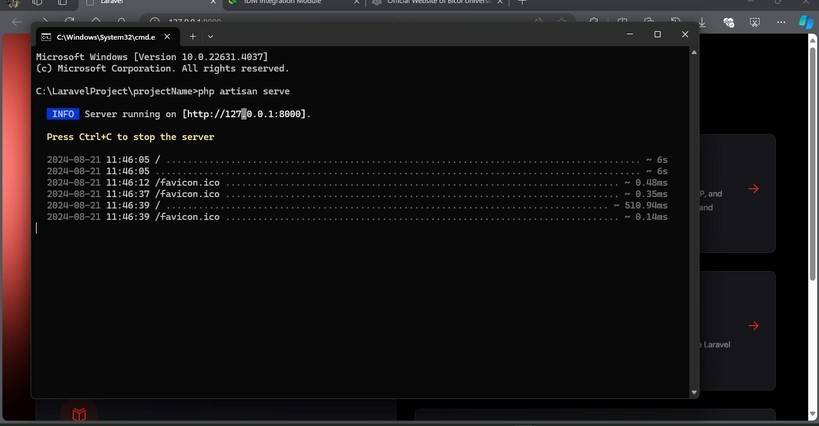 Laravel
IDM Integration Module
Official Website of Bicol Univers
127.0.0.1:8000
C:\Windows\System32\cmd.e
Microsoft Windows [Version 10.0.22631.4037]
(c) Microsoft Corporation. All rights reserved.
C:\LaravelProject\projectName>php artisan serve
INFO Server running on [http://127.0.0.1:8000].
Press Ctrl+C to stop the server
2024-08-21 11:46:05 / ~ 6s
2024-08-21 11:46:05 ~ 6s
2024-08-21 11:46:12 /favicon.ico ~ 0.48ms
2024-08-21 11:46:37 /favicon.ico ~ 0.35ms
2024-08-21 11:46:39 / ~ 510.94ms
2024-08-21 11:46:39 /favicon.ico ~ 0.14ms
P, and
and
Laravel